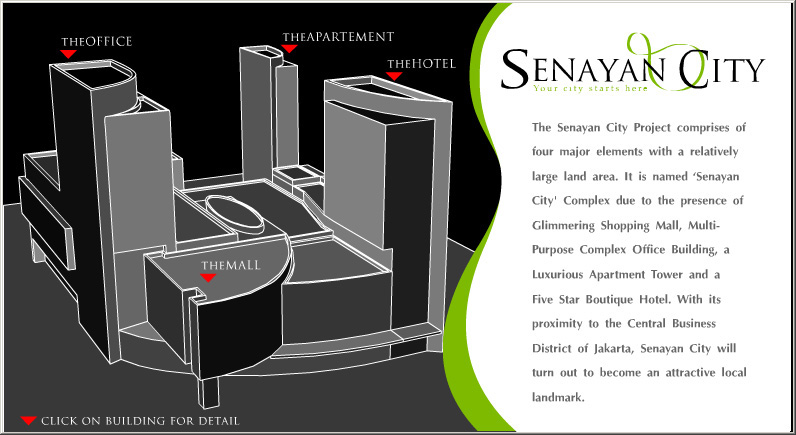 THEOFFICE
THEAPARTEMENT
THEHOTEL
THEMALL
CLICK ON BUILDING FOR DETAIL
SENAYAN CITY
Your city starts here
The Senayan City Project comprises of
four major elements with a relatively
large land area. It is named ‘Senayan
City' Complex due to the presence of
Glimmering Shopping Mall, Multi-
Purpose Complex Office Building, a
Luxurious Apartment Tower and a
Five Star Boutique Hotel. With its
proximity to the Central Business
District of Jakarta, Senayan City will
turn out to become an attractive local
landmark.